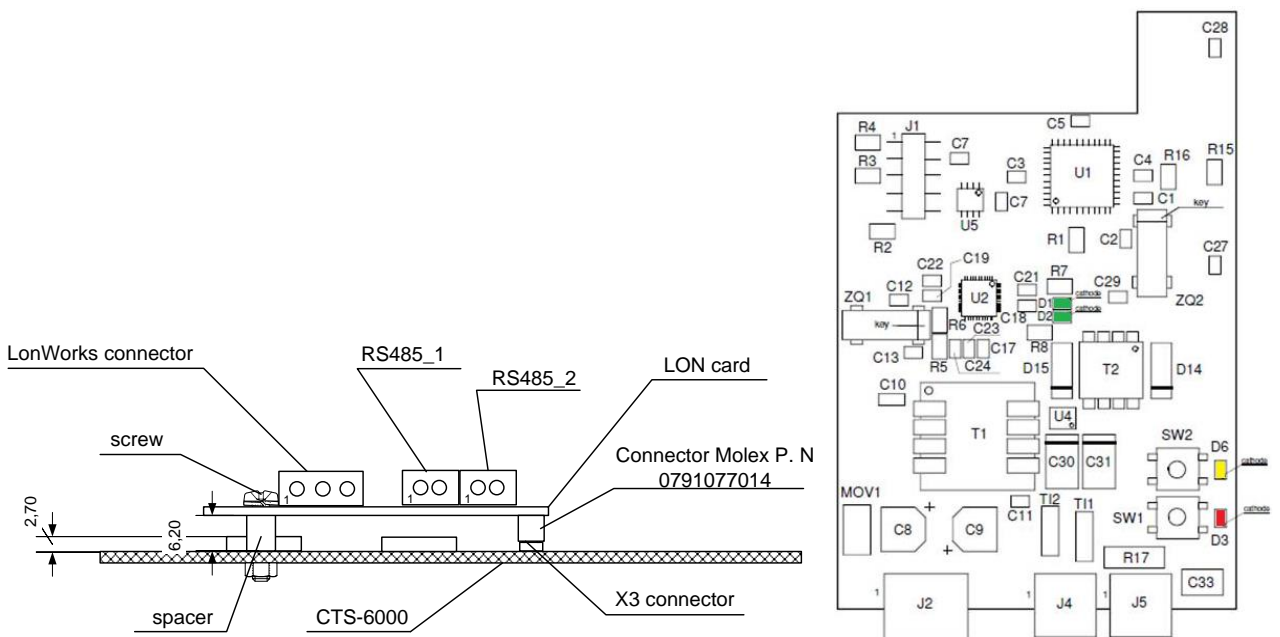 LonWorks connector
RS485_1
RS485_2
LON card
screw
Connector Molex P. N
0791077014
1
1
1
2,70
6,20
spacer
CTS-6000
X3 connector
C28
C5
R4
1
J1
C7
R3
C3
U1
C4
R16
R15
C7
C1
U5
key
R2
R1
C2
C27
C22
C19
C21
R7
C12
cathode
C29
ZQ1
U2
D1
cathode
ZQ2
C18
D2
key
R6
C23
C13
C17
R8
R5
C24
D15
T2
D14
C10
T1
U4
SW2
D6
C30
C31
cathode
MOV1
C11
TI2
TI1
SW1
cathode
C8
+
C9
D3
+
R17
C33
1
J2
1
J4
1
J5